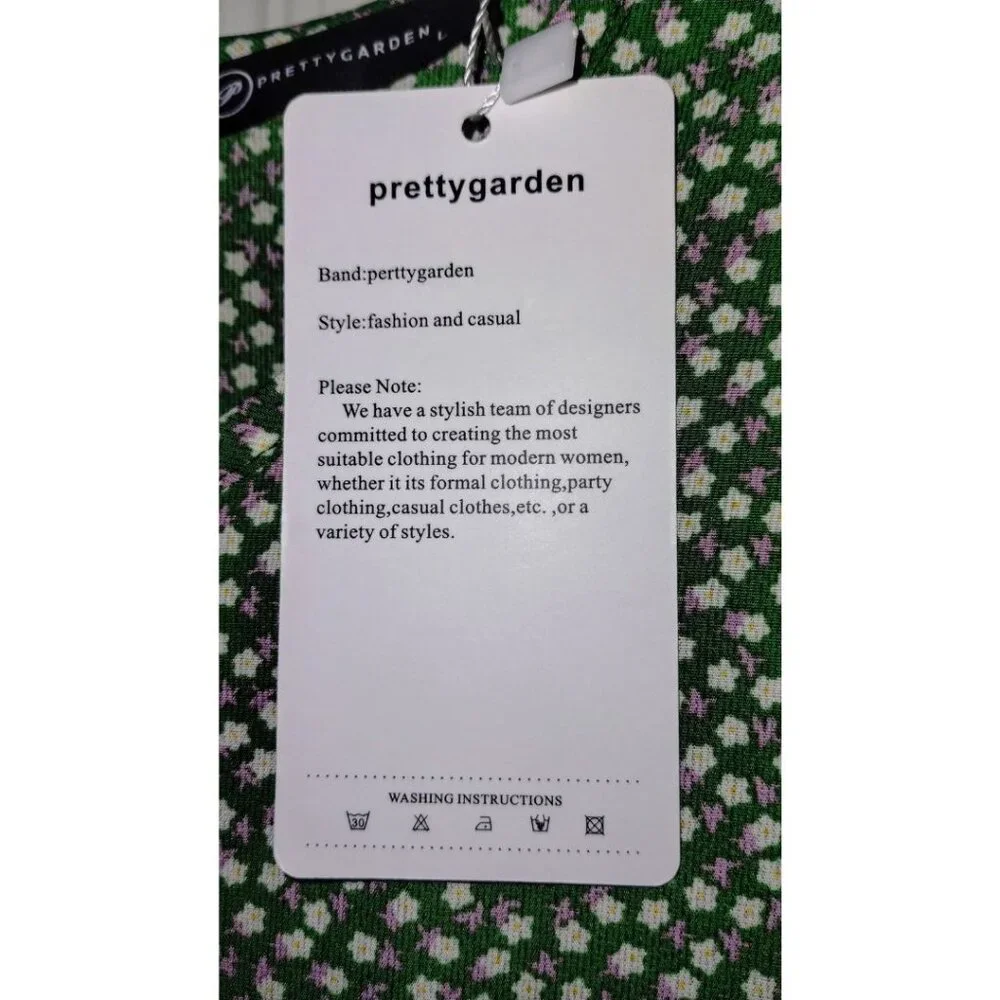 PRETTYGARDEN L
prettygarden
Band:perttygarden
Style:fashion and casual
Please Note:
We have a stylish team of designers
committed to creating the most
suitable clothing for modern women,
whether it its formal clothing,party
clothing,casual clothes,etc. ,or a
variety of styles.
WASHING INSTRUCTIONS
30